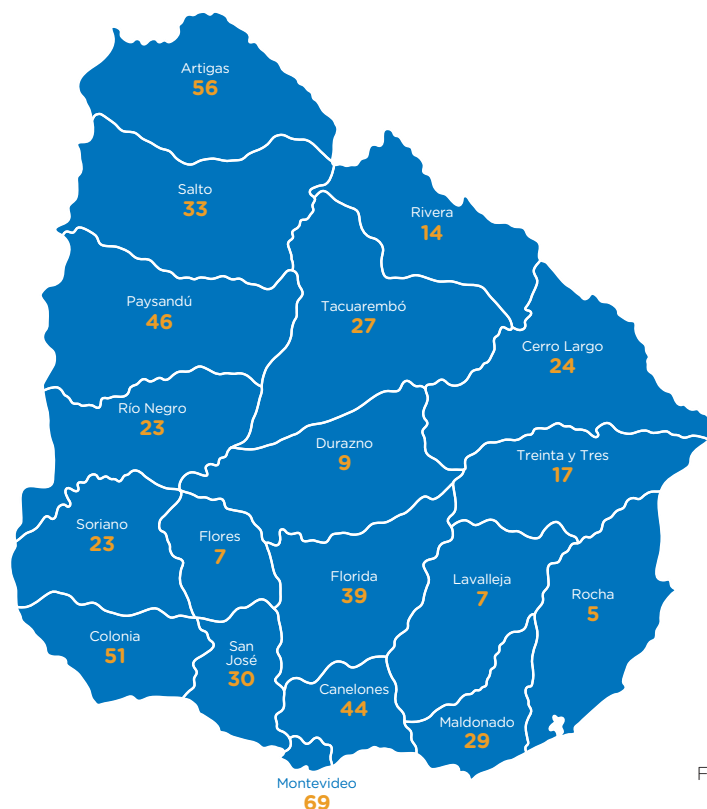 Artigas
56
Salto
33
Rivera
14
Paysandú
46
Tacuarembó
27
Cerro Largo
24
Río Negro
23
Durazno
9
Treinta y Tres
17
Soriano
23
Flores
7
Florida
39
Lavalleja
7
Rocha
5
Colonia
51
San
José
30
Canelones
44
Maldonado
29
Montevideo
69
F